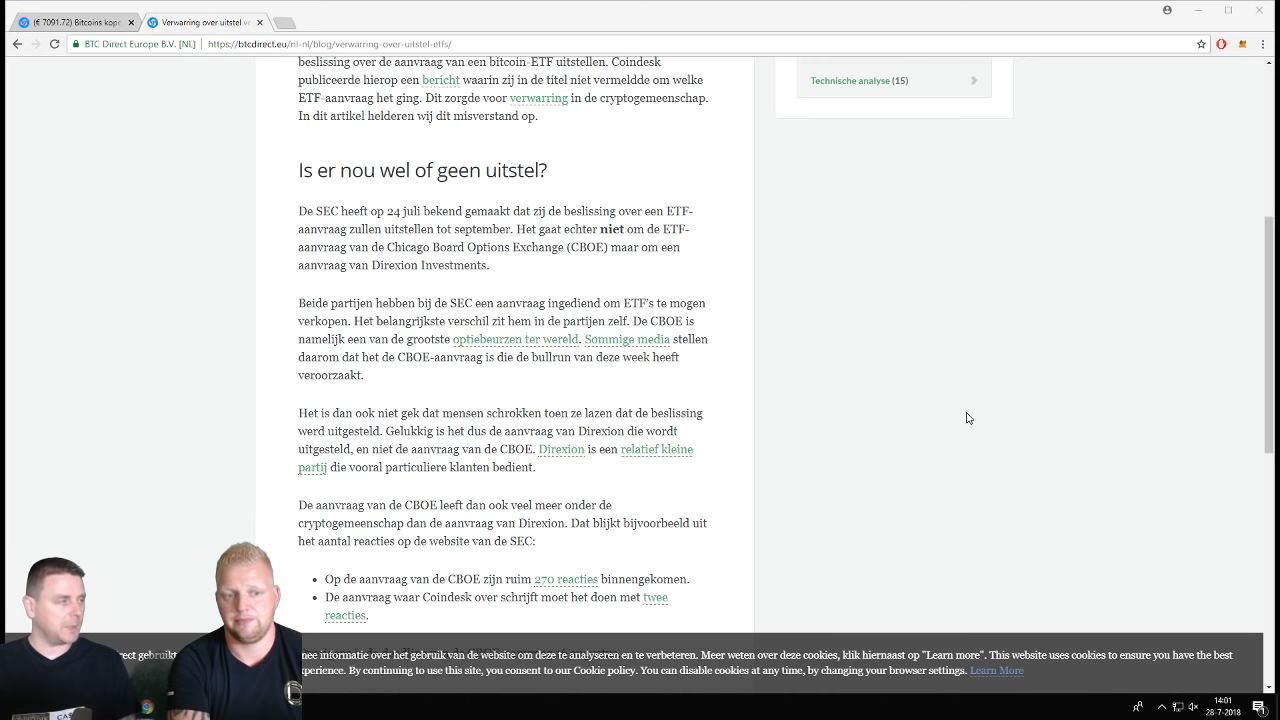 (€ 7091.72) Bitcoins kope
Verwarring over uitstel v
BTC Direct Europe B.V. [NL]
https://btcdirect.eu/nl-nl/blog/verwarring-over-uitstel-etfs/
beslissing over de aanvraag van een bitcoin-ETF uitstellen. Coindesk
publiceerde hierop een bericht waarin zij in de titel niet vermeldde om welke
ETF-aanvraag het ging. Dit zorgde voor verwarring in de cryptogemeenschap.
In dit artikel helderen wij dit misverstand op.
Technische analyse (15)
Is er nou wel of geen uitstel?
De SEC heeft op 24 juli bekend gemaakt dat zij de beslissing over een ETF-
aanvraag zullen uitstellen tot september. Het gaat echter niet om de ETF-
aanvraag van de Chicago Board Options Exchange (CBOE) maar om een
aanvraag van Direxion Investments.
Beide partijen hebben bij de SEC een aanvraag ingediend om ETF's te mogen
verkopen. Het belangrijkste verschil zit hem in de partijen zelf. De CBOE is
namelijk een van de grootste optiebeurzen ter wereld. Sommige media stellen
daarom dat het de CBOE-aanvraag is die de bullrun van deze week heeft
veroorzaakt.
Het is dan ook niet gek dat mensen schrokken toen ze lazen dat de beslissing
werd uitgesteld. Gelukkig is het dus de aanvraag van Direxion die wordt
uitgesteld, en niet de aanvraag van de CBOE. Direxion is een relatief kleine
partij die vooral particuliere klanten bedient.
De aanvraag van de CBOE leeft dan ook veel meer onder de
cryptogemeenschap dan de aanvraag van Direxion. Dat blijkt bijvoorbeeld uit
het aantal reacties op de website van de SEC:
• Op de aanvraag van de CBOE zijn ruim 270 reacties binnengekomen.
• De aanvraag waar Coindesk over schrijft moet het doen met twee
reacties.
rect gebruikt mee informatie over het gebruik van de website om deze te analyseren en te verbeteren. Meer weten over deze cookies, klik hiernaast op "Learn more". This website uses cookies to ensure you have the best
xperience. By continuing to use this site, you consent to our Cookie policy. You can disable cookies at any time, by changing your browser settings. Learn More
14:01
28-7-2018